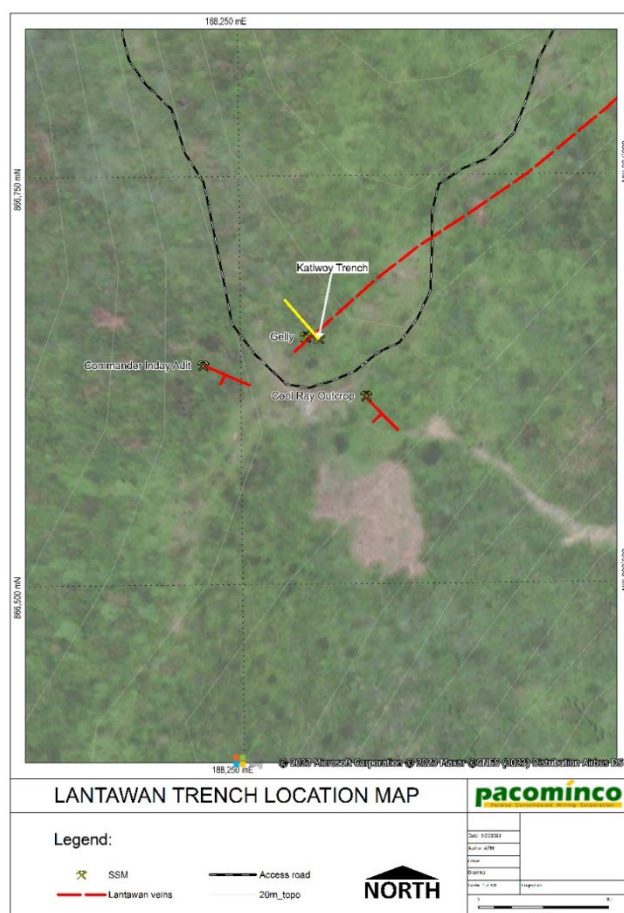 188,250 mE
866,750 mN
Katiwoy Trench
Gelly
Commander Inday Adit
Cool Ray Outcrop
866,500 mN
188,250 mE
© 2023 Microsoft Corporation © 2023 Maxar ©CNES (2023) Distribution Airbus DS
LANTAWAN TRENCH LOCATION MAP
pacominco
Legend:
SSM
Access road
Lantawan veins
20m_topo
NORTH